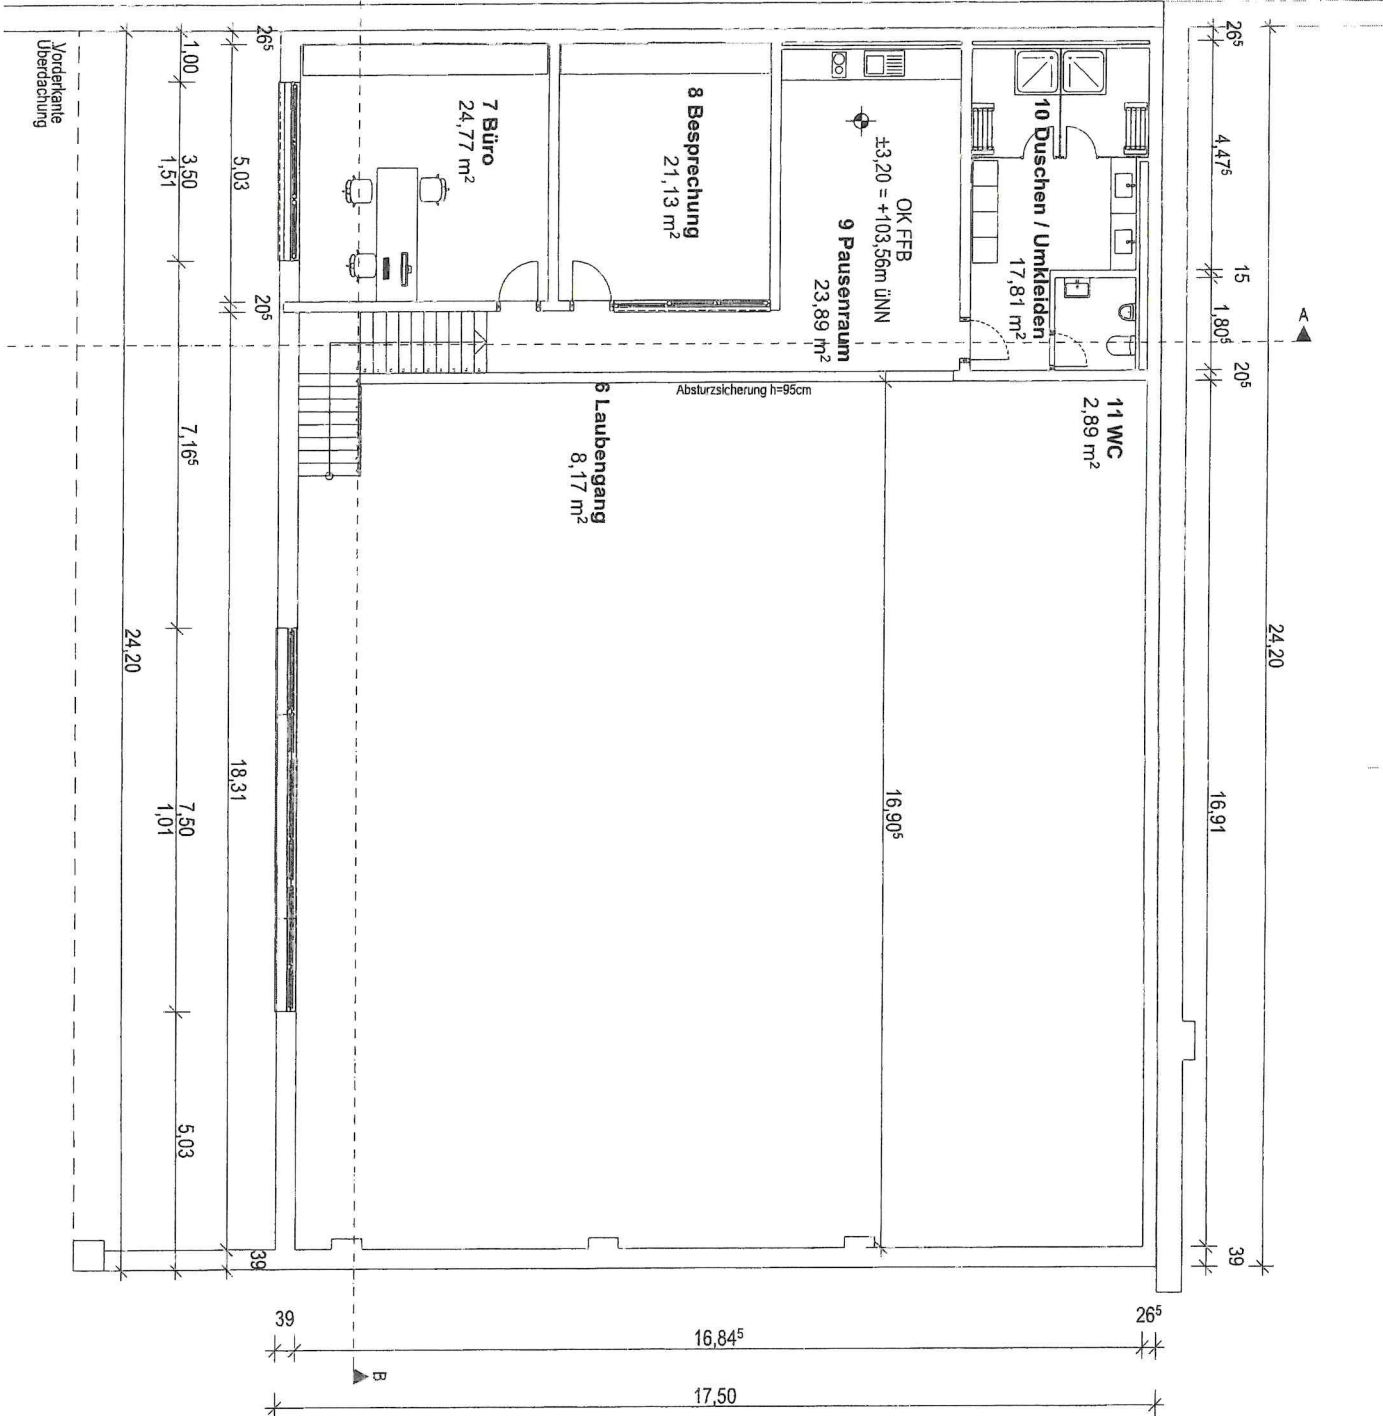 Vorderkante
Überdachung
24,20
1,00
3,50
1,51
7,16⁵
7,50
1,01
5,03
26⁵
5,03
20⁵
18,31
39
7 Büro
24,77 m²
8 Besprechung
21,13 m²
OK FFB
±3,20 = +103,56m üNN
9 Pausenraum
23,89 m²
10 Duschen / Umkleiden
17,81 m²
11 WC
2,89 m²
6 Laubengang
8,17 m²
Absturzsicherung h=95cm
16,90⁵
26⁵
4,47⁵
15
1,80⁵
20⁵
16,91
39
24,20
A
B
39
16,84⁵
26⁵
17,50